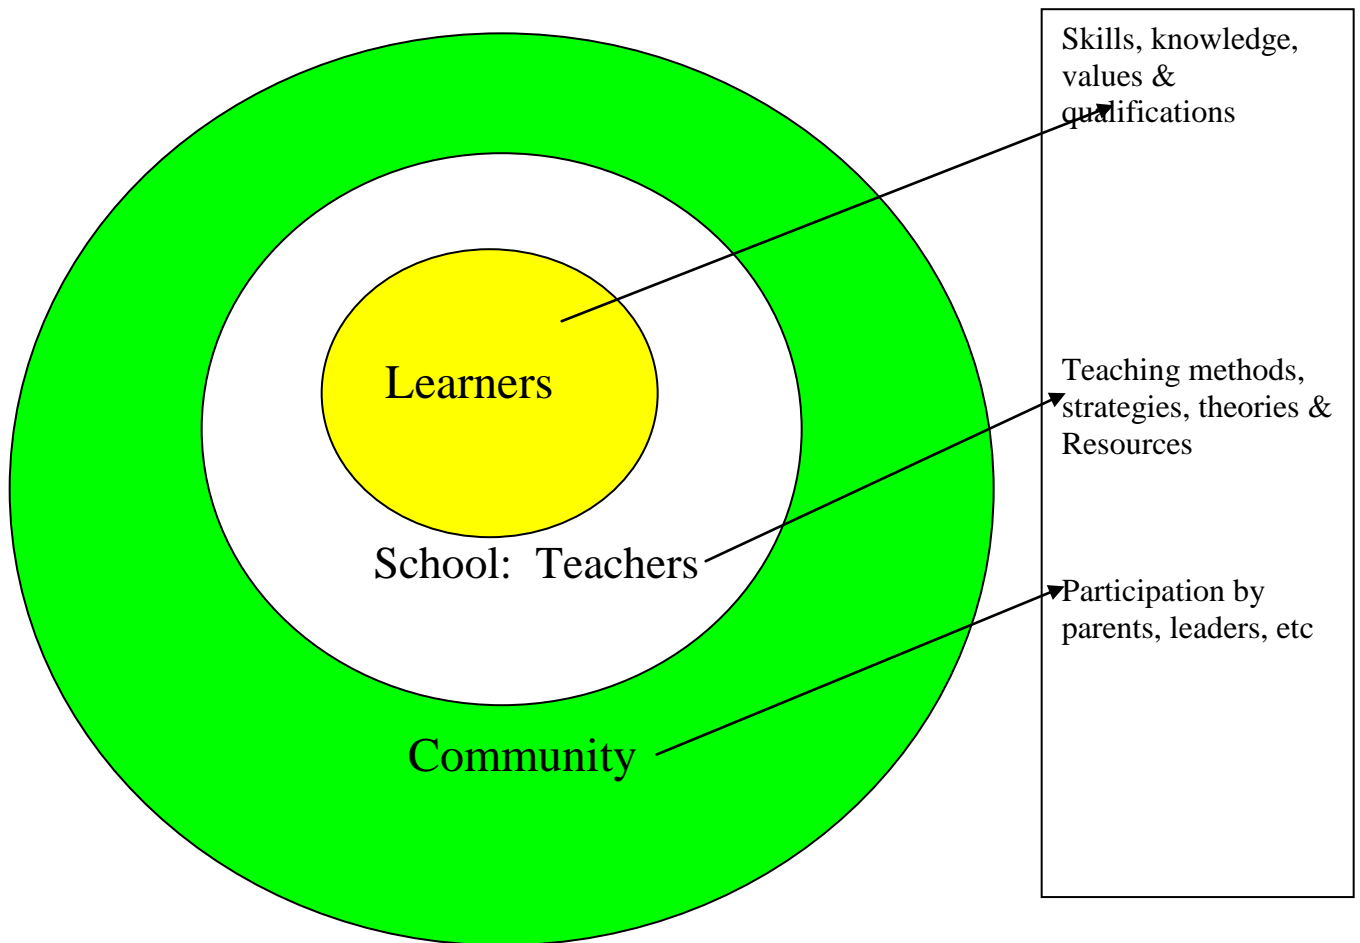 Skills, knowledge,
values &
qualifications
Learners
Teaching methods,
strategies, theories &
Resources
School: Teachers
Participation by
parents, leaders, etc
Community